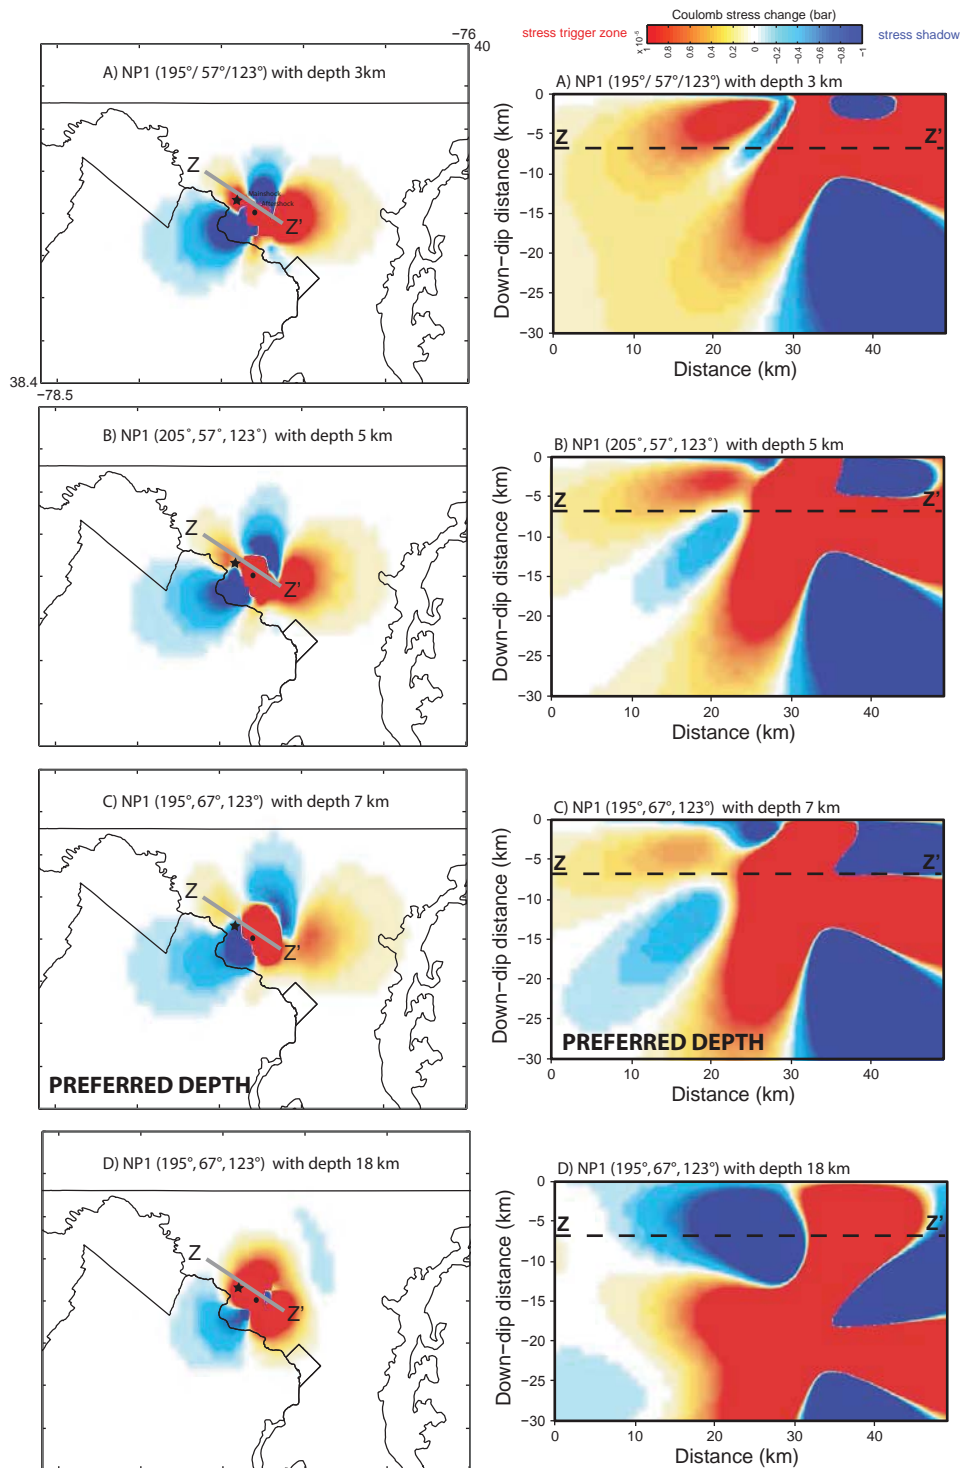 Coulomb stress change (bar)
stress trigger zone
stress shadow
x 10⁻⁶
1 0.8 0.6 0.4 0.2 0 -0.2 -0.4 -0.6 -0.8 -1
-76
40
A) NP1 (195°/ 57°/123°) with depth 3km
Z
Mainshock
Aftershock
Z'
38.4
-78.5
A) NP1 (195°/ 57°/123°) with depth 3 km
Down-dip distance (km)
0
-5
-10
-15
-20
-25
-30
Z
Z'
0 10 20 30 40
Distance (km)
B) NP1 (205°, 57°, 123°) with depth 5 km
Z
Z'
B) NP1 (205°, 57°, 123°) with depth 5 km
Down-dip distance (km)
0
-5
-10
-15
-20
-25
-30
Z
Z'
0 10 20 30 40
Distance (km)
C) NP1 (195°, 67°, 123°) with depth 7 km
Z
Z'
PREFERRED DEPTH
C) NP1 (195°, 67°, 123°) with depth 7 km
Down-dip distance (km)
0
-5
-10
-15
-20
-25
-30
Z
Z'
PREFERRED DEPTH
0 10 20 30 40
Distance (km)
D) NP1 (195°, 67°, 123°) with depth 18 km
Z
Z'
D) NP1 (195°, 67°, 123°) with depth 18 km
Down-dip distance (km)
0
-5
-10
-15
-20
-25
-30
Z
Z'
0 10 20 30 40
Distance (km)